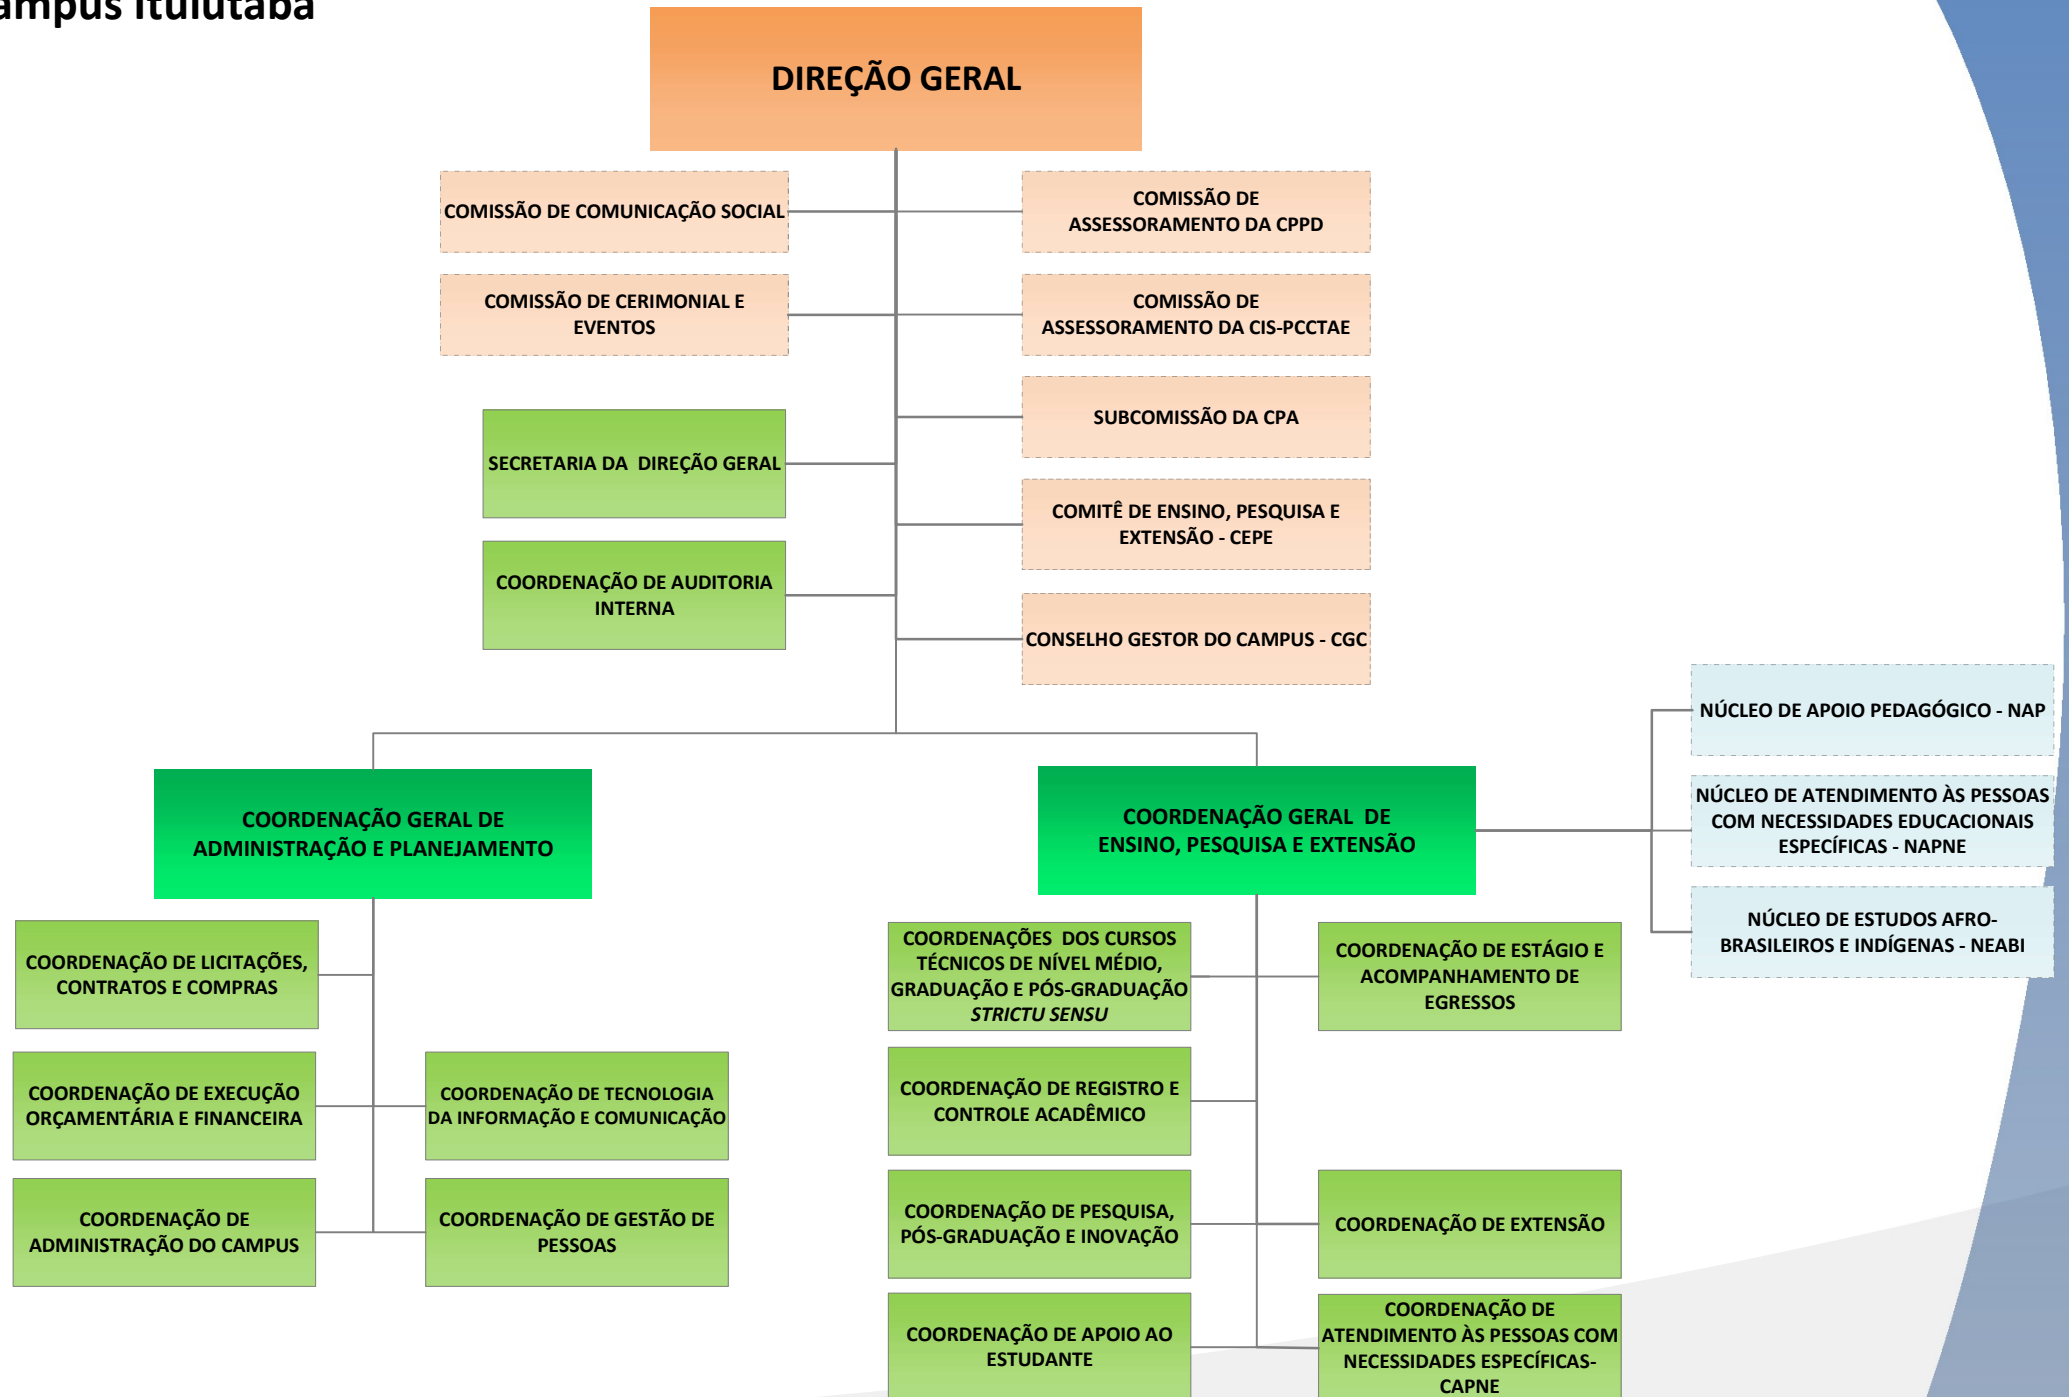 ampus Ituiutaba
DIREÇÃO GERAL
COMISSÃO DE COMUNICAÇÃO SOCIAL
COMISSÃO DE
ASSESSORAMENTO DA CPPD
COMISSÃO DE CERIMONIAL E
EVENTOS
COMISSÃO DE
ASSESSORAMENTO DA CIS-PCCTAE
SUBCOMISSÃO DA CPA
SECRETARIA DA DIREÇÃO GERAL
COMITÊ DE ENSINO, PESQUISA E
EXTENSÃO - CEPE
COORDENAÇÃO DE AUDITORIA
INTERNA
CONSELHO GESTOR DO CAMPUS - CGC
NÚCLEO DE APOIO PEDAGÓGICO - NAP
NÚCLEO DE ATENDIMENTO ÀS PESSOAS
COM NECESSIDADES EDUCACIONAIS
ESPECÍFICAS - NAPNE
NÚCLEO DE ESTUDOS AFRO-
BRASILEIROS E INDÍGENAS - NEABI
COORDENAÇÃO GERAL DE
ADMINISTRAÇÃO E PLANEJAMENTO
COORDENAÇÃO GERAL DE
ENSINO, PESQUISA E EXTENSÃO
COORDENAÇÃO DE LICITAÇÕES,
CONTRATOS E COMPRAS
COORDENAÇÃO DE EXECUÇÃO
ORÇAMENTÁRIA E FINANCEIRA
COORDENAÇÃO DE TECNOLOGIA
DA INFORMAÇÃO E COMUNICAÇÃO
COORDENAÇÃO DE
ADMINISTRAÇÃO DO CAMPUS
COORDENAÇÃO DE GESTÃO DE
PESSOAS
COORDENAÇÕES DOS CURSOS
TÉCNICOS DE NÍVEL MÉDIO,
GRADUAÇÃO E PÓS-GRADUAÇÃO
STRICTU SENSU
COORDENAÇÃO DE ESTÁGIO E
ACOMPANHAMENTO DE
EGRESSOS
COORDENAÇÃO DE REGISTRO E
CONTROLE ACADÊMICO
COORDENAÇÃO DE PESQUISA,
PÓS-GRADUAÇÃO E INOVAÇÃO
COORDENAÇÃO DE EXTENSÃO
COORDENAÇÃO DE APOIO AO
ESTUDANTE
COORDENAÇÃO DE
ATENDIMENTO ÀS PESSOAS COM
NECESSIDADES ESPECÍFICAS-
CAPNE